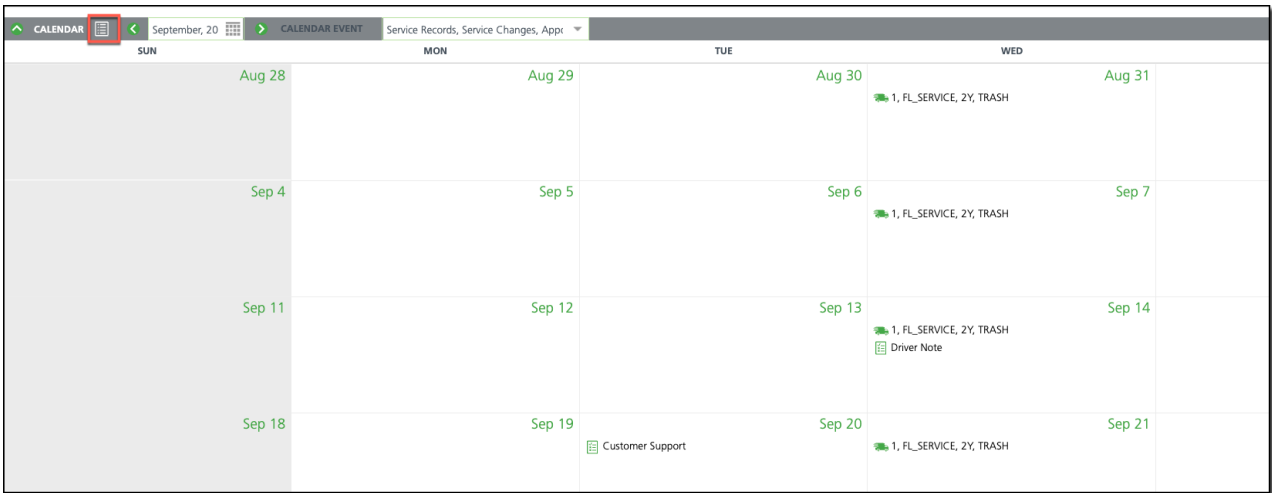 CALENDAR September, 20 CALENDAR EVENT Service Records, Service Changes, Appo
SUN MON TUE WED
Aug 28 Aug 29 Aug 30 Aug 31
1, FL_SERVICE, 2Y, TRASH
Sep 4 Sep 5 Sep 6 Sep 7
1, FL_SERVICE, 2Y, TRASH
Sep 11 Sep 12 Sep 13 Sep 14
1, FL_SERVICE, 2Y, TRASH
Driver Note
Sep 18 Sep 19 Sep 20 Sep 21
Customer Support 1, FL_SERVICE, 2Y, TRASH